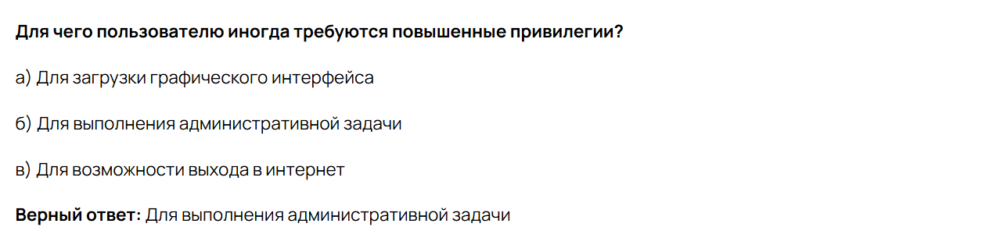 Для чего пользователю иногда требуются повышенные привилегии?
а) Для загрузки графического интерфейса
б) Для выполнения административной задачи
в) Для возможности выхода в интернет
Верный ответ: Для выполнения административной задачи